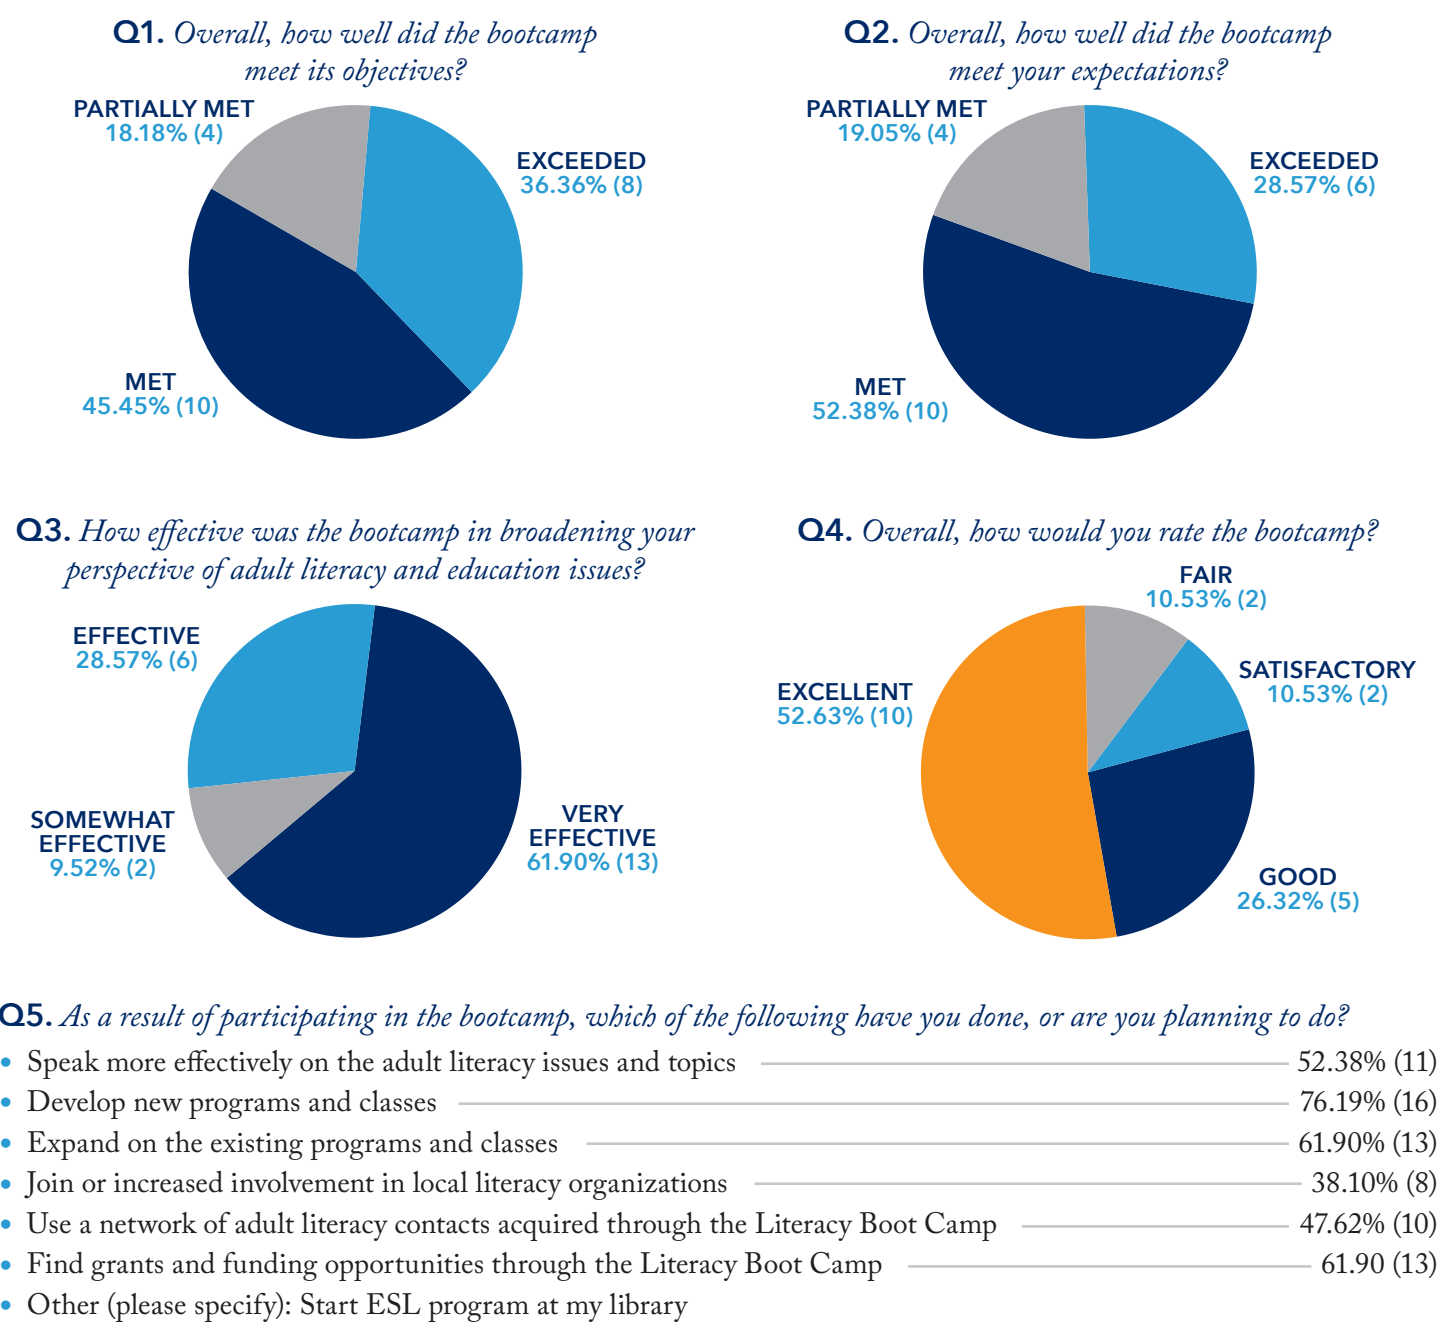 Q1. Overall, how well did the bootcamp
meet its objectives?
PARTIALLY MET
18.18% (4)
EXCEEDED
36.36% (8)
MET
45.45% (10)
Q2. Overall, how well did the bootcamp
meet your expectations?
PARTIALLY MET
19.05% (4)
EXCEEDED
28.57% (6)
MET
52.38% (10)
Q3. How effective was the bootcamp in broadening your
perspective of adult literacy and education issues?
EFFECTIVE
28.57% (6)
SOMEWHAT
EFFECTIVE
9.52% (2)
VERY
EFFECTIVE
61.90% (13)
Q4. Overall, how would you rate the bootcamp?
FAIR
10.53% (2)
SATISFACTORY
10.53% (2)
EXCELLENT
52.63% (10)
GOOD
26.32% (5)
Q5. As a result of participating in the bootcamp, which of the following have you done, or are you planning to do?
• Speak more effectively on the adult literacy issues and topics 52.38% (11)
• Develop new programs and classes 76.19% (16)
• Expand on the existing programs and classes 61.90% (13)
• Join or increased involvement in local literacy organizations 38.10% (8)
• Use a network of adult literacy contacts acquired through the Literacy Boot Camp 47.62% (10)
• Find grants and funding opportunities through the Literacy Boot Camp 61.90 (13)
• Other (please specify): Start ESL program at my library